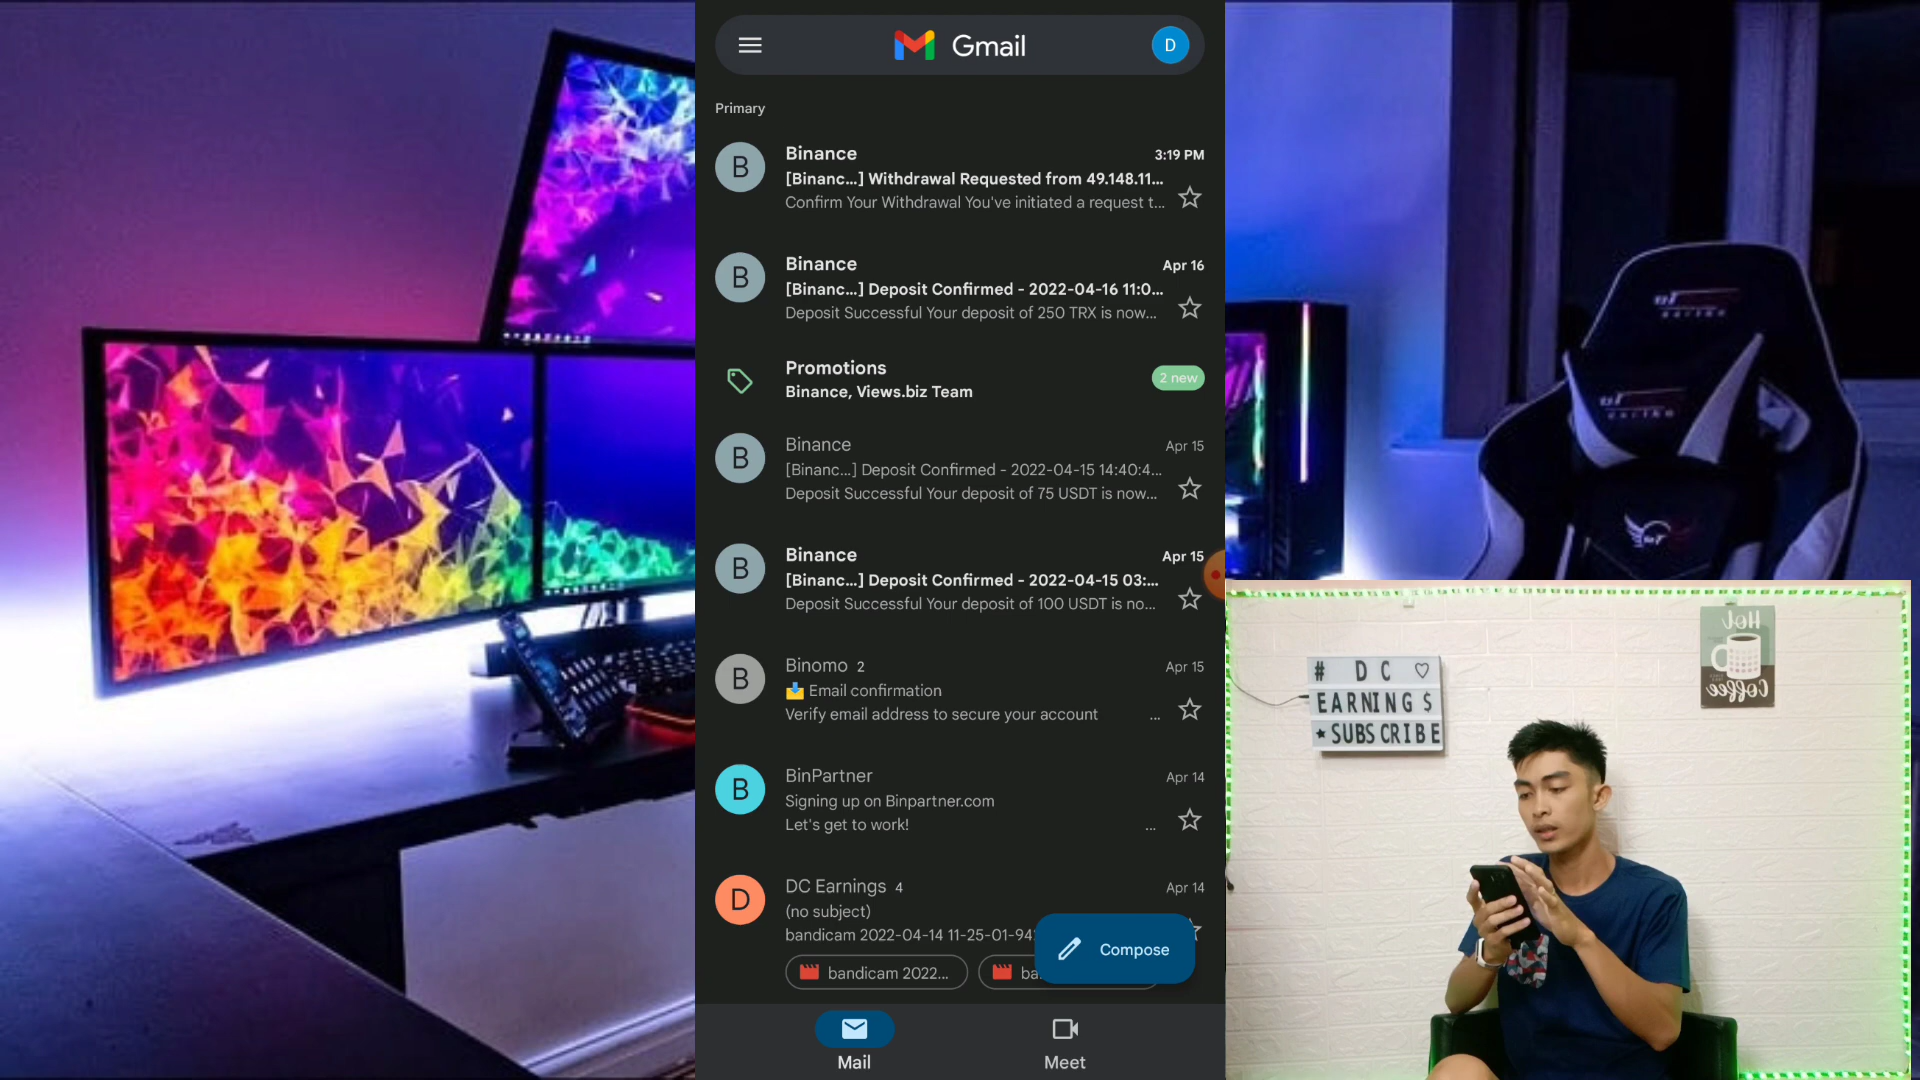 Gmail
D
Primary
B
Binance
3:19 PM
[Binanc...] Withdrawal Requested from 49.148.11...
Confirm Your Withdrawal You've initiated a request t...
B
Binance
Apr 16
[Binanc...] Deposit Confirmed - 2022-04-16 11:0...
Deposit Successful Your deposit of 250 TRX is now...
Promotions
2 new
Binance, Views.biz Team
B
Binance
Apr 15
[Binanc...] Deposit Confirmed - 2022-04-15 14:40:4...
Deposit Successful Your deposit of 75 USDT is now...
B
Binance
Apr 15
[Binanc...] Deposit Confirmed - 2022-04-15 03:...
Deposit Successful Your deposit of 100 USDT is no...
B
Binomo 2
Apr 15
Email confirmation
Verify email address to secure your account ...
B
BinPartner
Apr 14
Signing up on Binpartner.com
Let's get to work! ...
D
DC Earnings 4
Apr 14
(no subject)
bandicam 2022-04-14 11-25-01-94
bandicam 2022...
ba
Compose
Mail
Meet
# D C ♡
EARNING $
★ SUBSCRIBE
Hot
Coffee